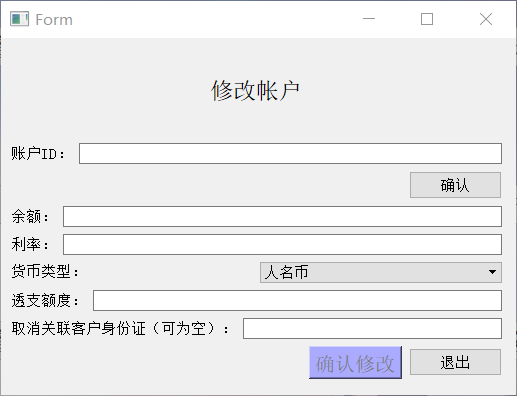 Form
修改帐户
账户ID：
确认
余额：
利率：
货币类型： 人名币
透支额度：
取消关联客户身份证（可为空）：
确认修改 退出